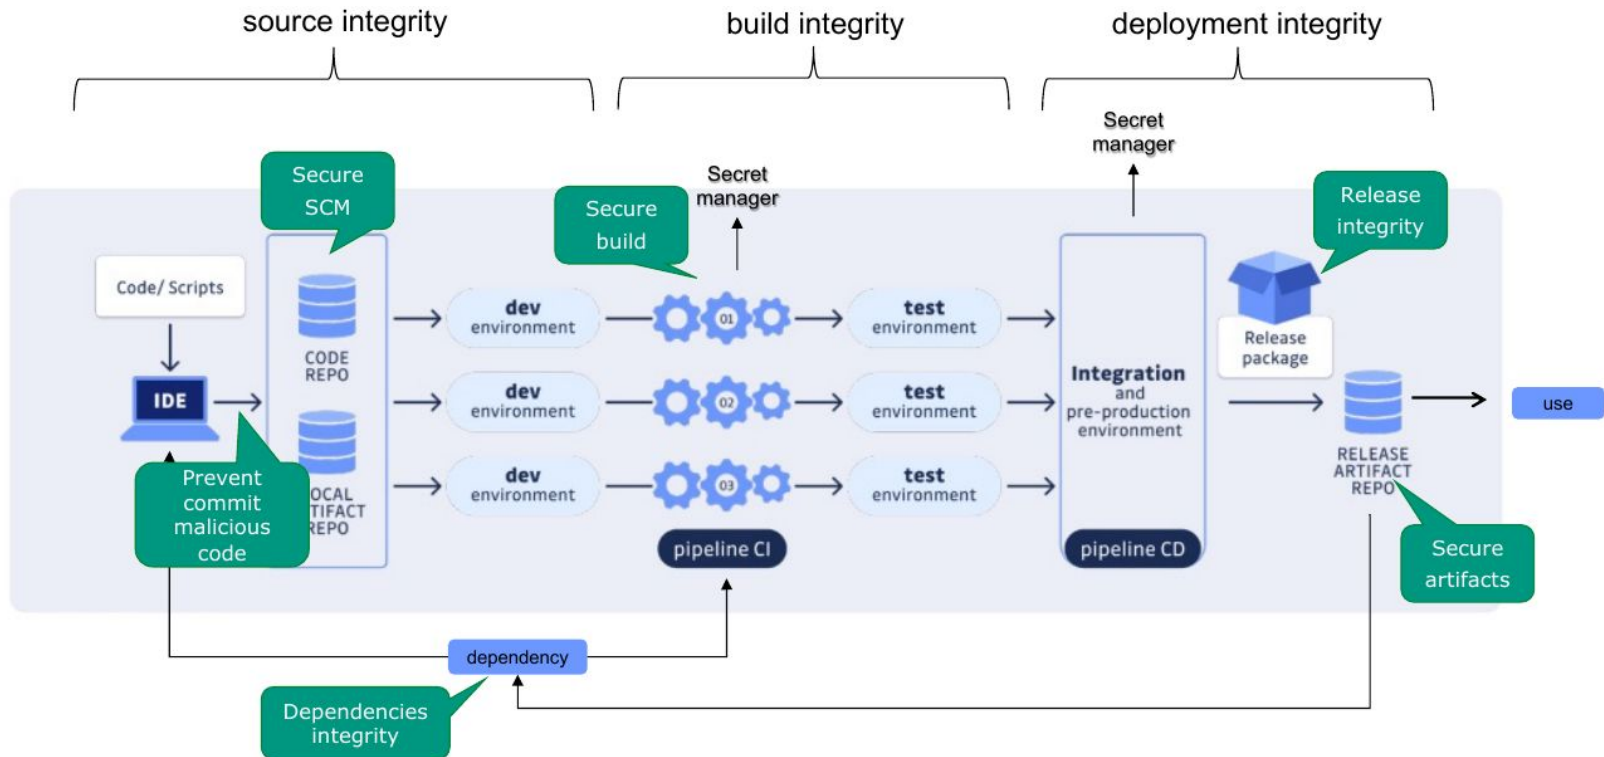 source integrity
build integrity
deployment integrity
Secret
manager
Secure
SCM
Secret
manager
Secure
build
Release
integrity
Code/ Scripts
dev
environment
01
test
environment
CODE
REPO
Release
package
IDE
dev
environment
02
test
environment
Integration
and
pre-production
environment
use
Prevent
commit
malicious
code
REPO
dev
environment
03
test
environment
RELEASE
ARTIFACT
REPO
pipeline CI
pipeline CD
Secure
artifacts
dependency
Dependencies
integrity